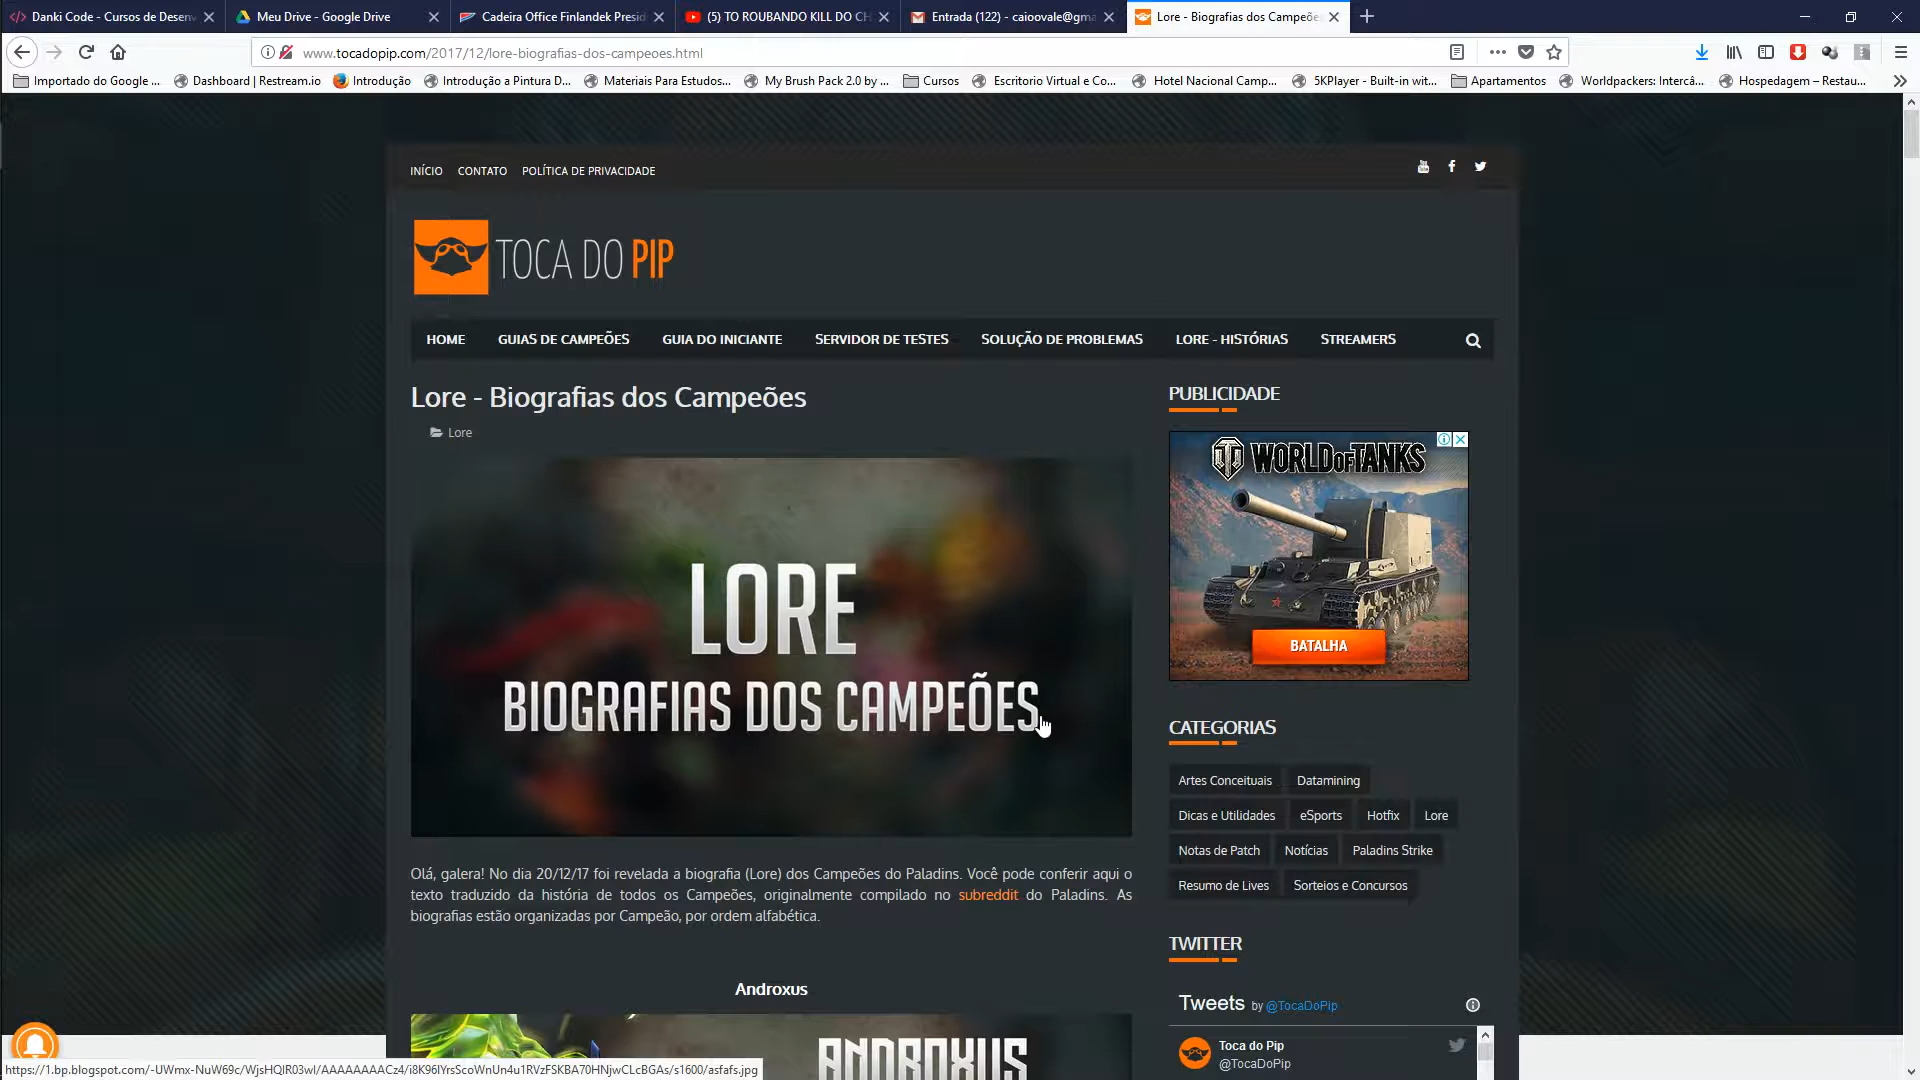 Danki Code - Cursos de Desenv
Meu Drive - Google Drive
Cadeira Office Finlandek Presid
(5) TO ROUBANDO KILL DO CH
Entrada (122) - caioovale@gma
Lore - Biografias dos Campeõe
www.tocadopip.com/2017/12/lore-biografias-dos-campeoes.html
Importado do Google ...
Dashboard | Restream.io
Introdução
Introdução a Pintura D...
Materiais Para Estudos...
My Brush Pack 2.0 by ...
Cursos
Escritorio Virtual e Co...
Hotel Nacional Camp...
5KPlayer - Built-in wit...
Apartamentos
Worldpackers: Intercâ...
Hospedagem – Restau...
INÍCIO CONTATO POLÍTICA DE PRIVACIDADE
TOCA DO PIP
HOME GUIAS DE CAMPEÕES GUIA DO INICIANTE SERVIDOR DE TESTES SOLUÇÃO DE PROBLEMAS LORE - HISTÓRIAS STREAMERS
Lore - Biografias dos Campeões
Lore
LORE
BIOGRAFIAS DOS CAMPEÕES
Olá, galera! No dia 20/12/17 foi revelada a biografia (Lore) dos Campeões do Paladins. Você pode conferir aqui o
texto traduzido da história de todos os Campeões, originalmente compilado no subreddit do Paladins. As
biografias estão organizadas por Campeão, por ordem alfabética.
Androxus
ANDROXUS
PUBLICIDADE
WORLD OF TANKS
BATALHA
CATEGORIAS
Artes Conceituais Datamining
Dicas e Utilidades eSports Hotfix Lore
Notas de Patch Notícias Paladins Strike
Resumo de Lives Sorteios e Concursos
TWITTER
Tweets by @TocaDoPip
Toca do Pip
@TocaDoPip